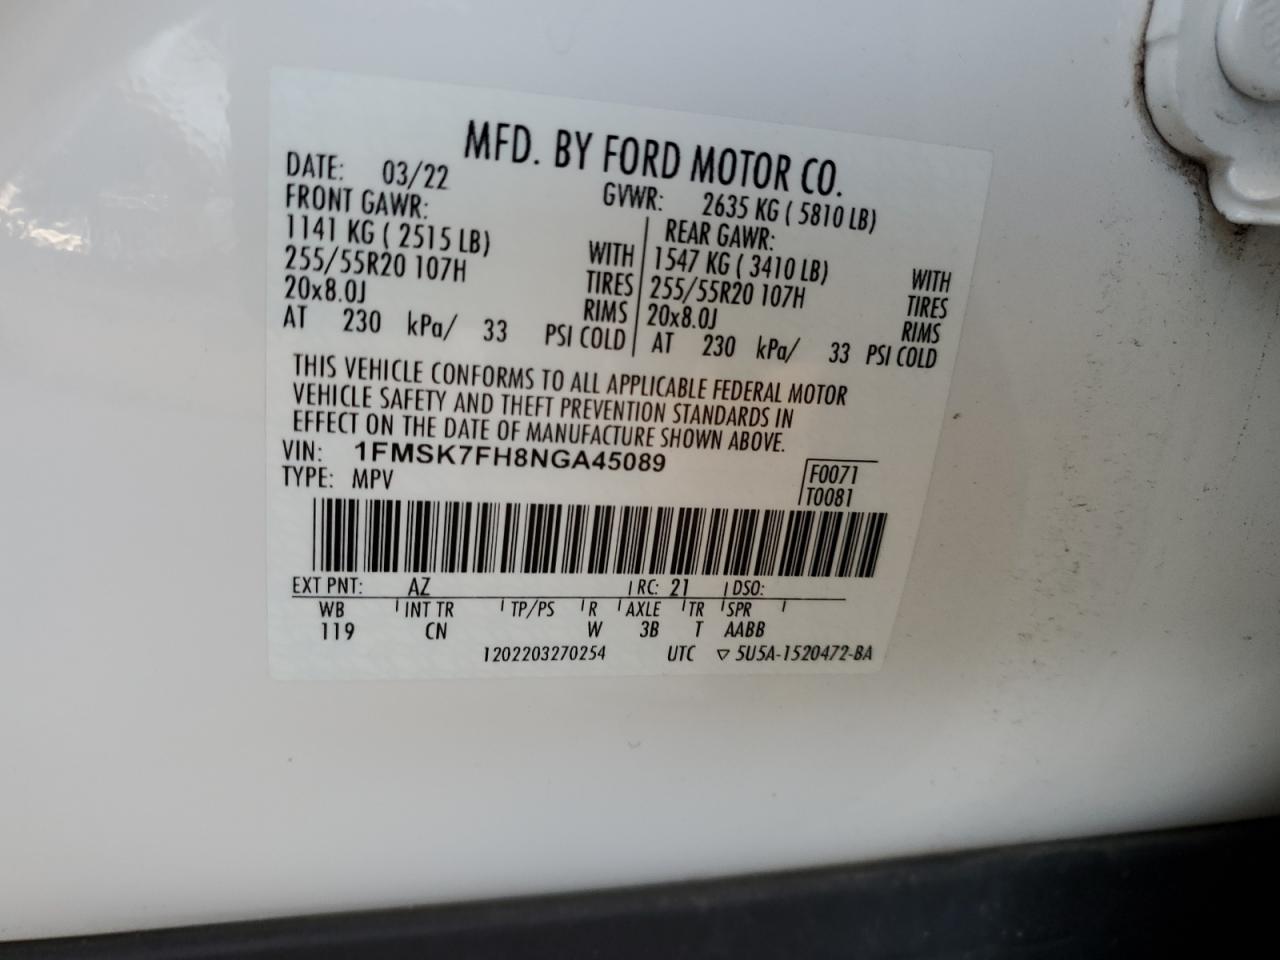 MFD. BY FORD MOTOR CO.
DATE: 03/22 GVWR: 2635 KG ( 5810 LB)
FRONT GAWR: REAR GAWR:
1141 KG ( 2515 LB) WITH 1547 KG ( 3410 LB) WITH
255/55R20 107H TIRES 255/55R20 107H TIRES
20x8.0J RIMS 20x8.0J RIMS
AT 230 kPa/ 33 PSI COLD AT 230 kPa/ 33 PSI COLD
THIS VEHICLE CONFORMS TO ALL APPLICABLE FEDERAL MOTOR
VEHICLE SAFETY AND THEFT PREVENTION STANDARDS IN
EFFECT ON THE DATE OF MANUFACTURE SHOWN ABOVE.
VIN: 1FMSK7FH8NGA45089 F0071
TYPE: MPV T0081
EXT PNT: AZ RC: 21 DSO:
WB INT TR TP/PS R AXLE TR SPR
119 CN W 3B T AABB
1202203270254 UTC ▽ 5U5A-1520472-BA